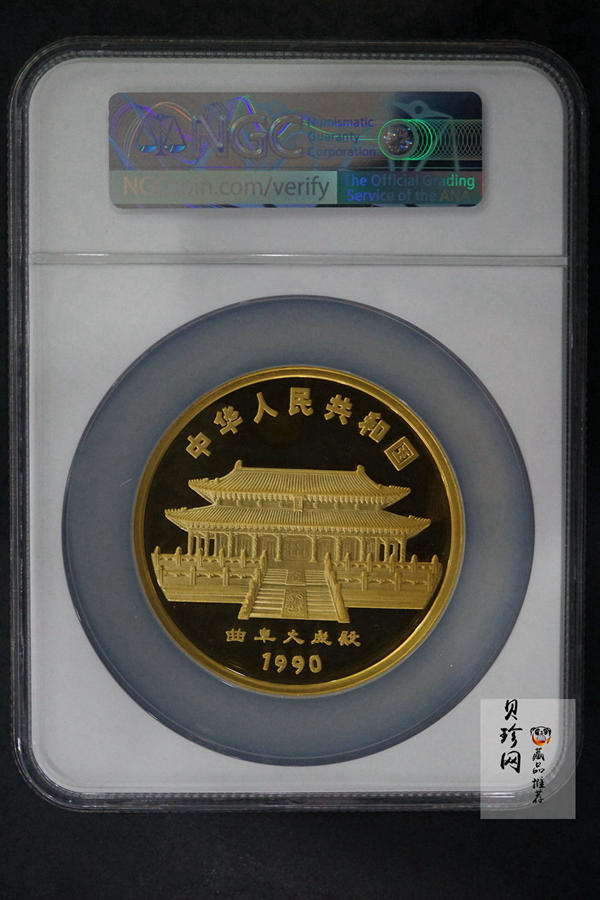 NGC
Numismatic
Guaranty
Corporation
NGCcoin.com/verify
The Official Grading
Service of the ANA
中华人民共和国
曲阜大成殿
1990
贝珍网
藏品推荐